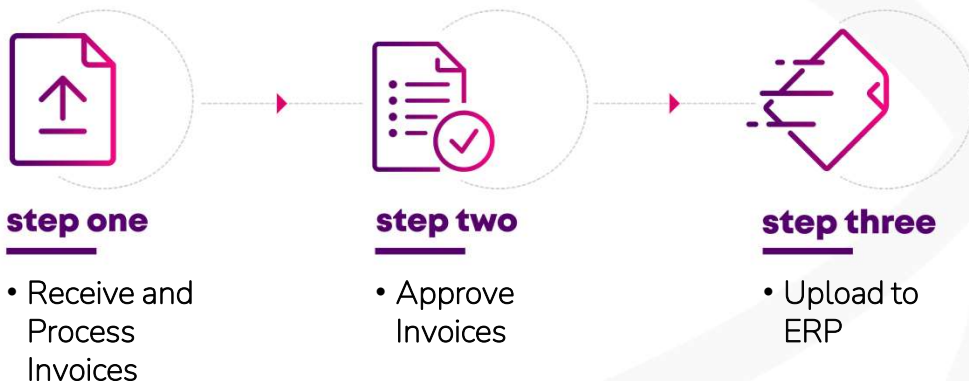 step one
• Receive and
Process
Invoices
step two
• Approve
Invoices
step three
• Upload to
ERP